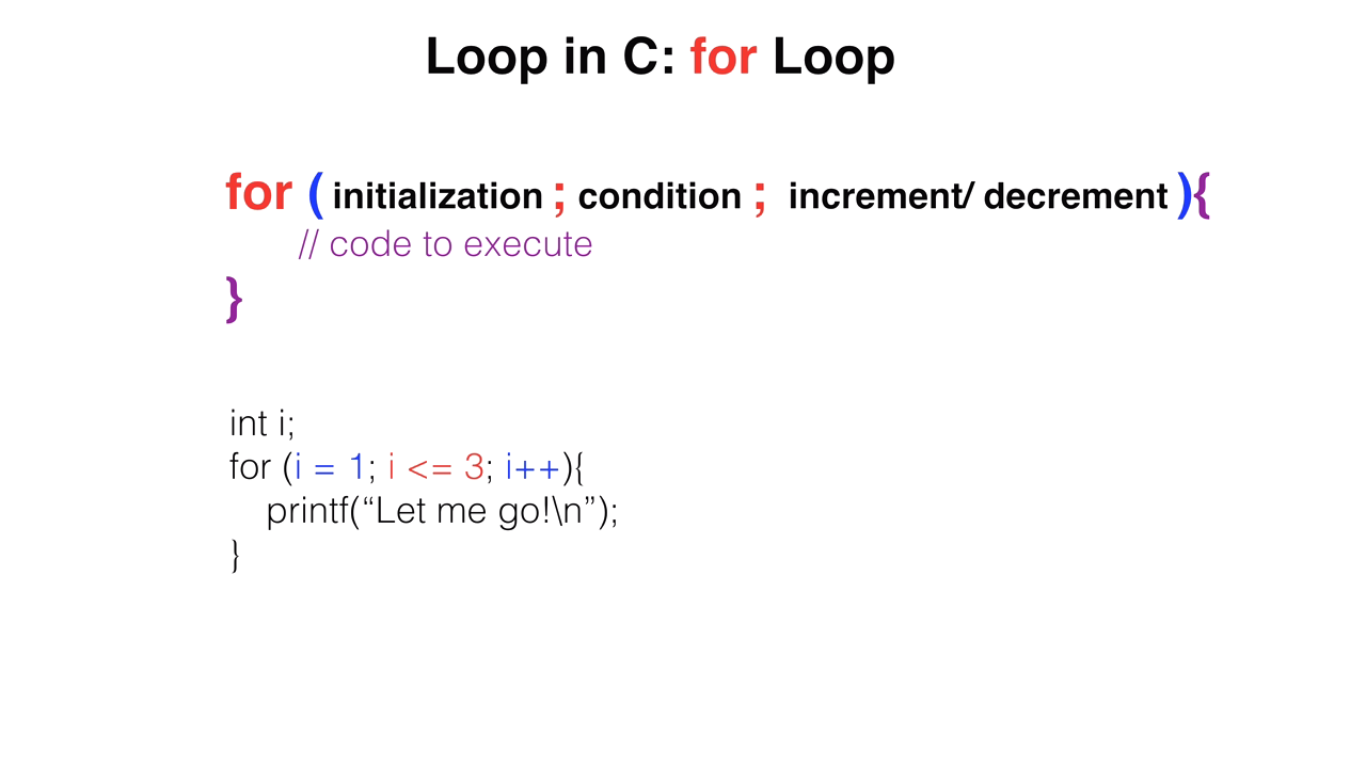 Loop in C: for Loop
for ( initialization ; condition ; increment/ decrement ){
// code to execute
}
int i;
for (i = 1; i <= 3; i++){
printf(“Let me go!\n”);
}